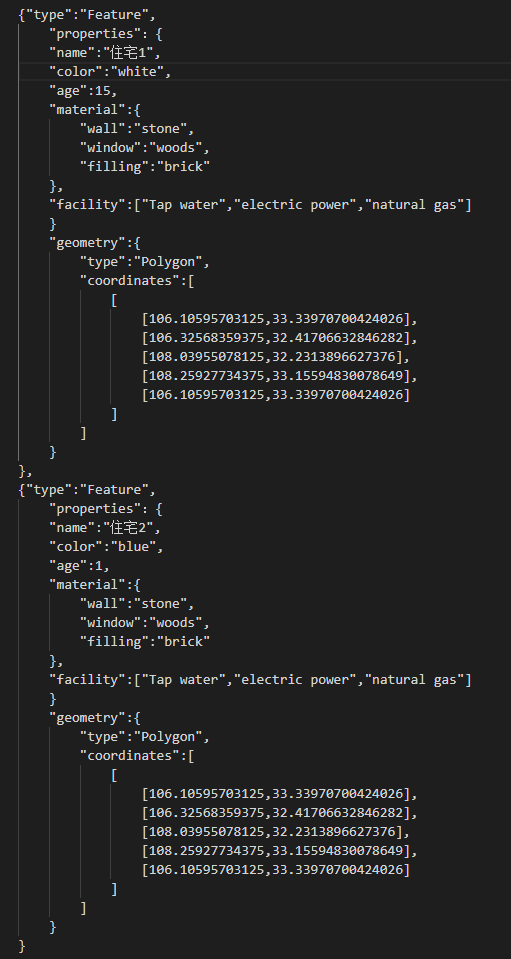 {"type":"Feature",
    "properties": {
    "name":"住宅1",
    "color":"white",
    "age":15,
    "material":{
        "wall":"stone",
        "window":"woods",
        "filling":"brick"
    },
    "facility":["Tap water","electric power","natural gas"]
    }
    "geometry":{
        "type":"Polygon",
        "coordinates":[
            [
                [106.10595703125,33.33970700424026],
                [106.32568359375,32.41706632846282],
                [108.03955078125,32.2313896627376],
                [108.25927734375,33.15594830078649],
                [106.10595703125,33.33970700424026]
            ]
        ]
    }
},
{"type":"Feature",
    "properties": {
    "name":"住宅2",
    "color":"blue",
    "age":1,
    "material":{
        "wall":"stone",
        "window":"woods",
        "filling":"brick"
    },
    "facility":["Tap water","electric power","natural gas"]
    }
    "geometry":{
        "type":"Polygon",
        "coordinates":[
            [
                [106.10595703125,33.33970700424026],
                [106.32568359375,32.41706632846282],
                [108.03955078125,32.2313896627376],
                [108.25927734375,33.15594830078649],
                [106.10595703125,33.33970700424026]
            ]
        ]
    }
}